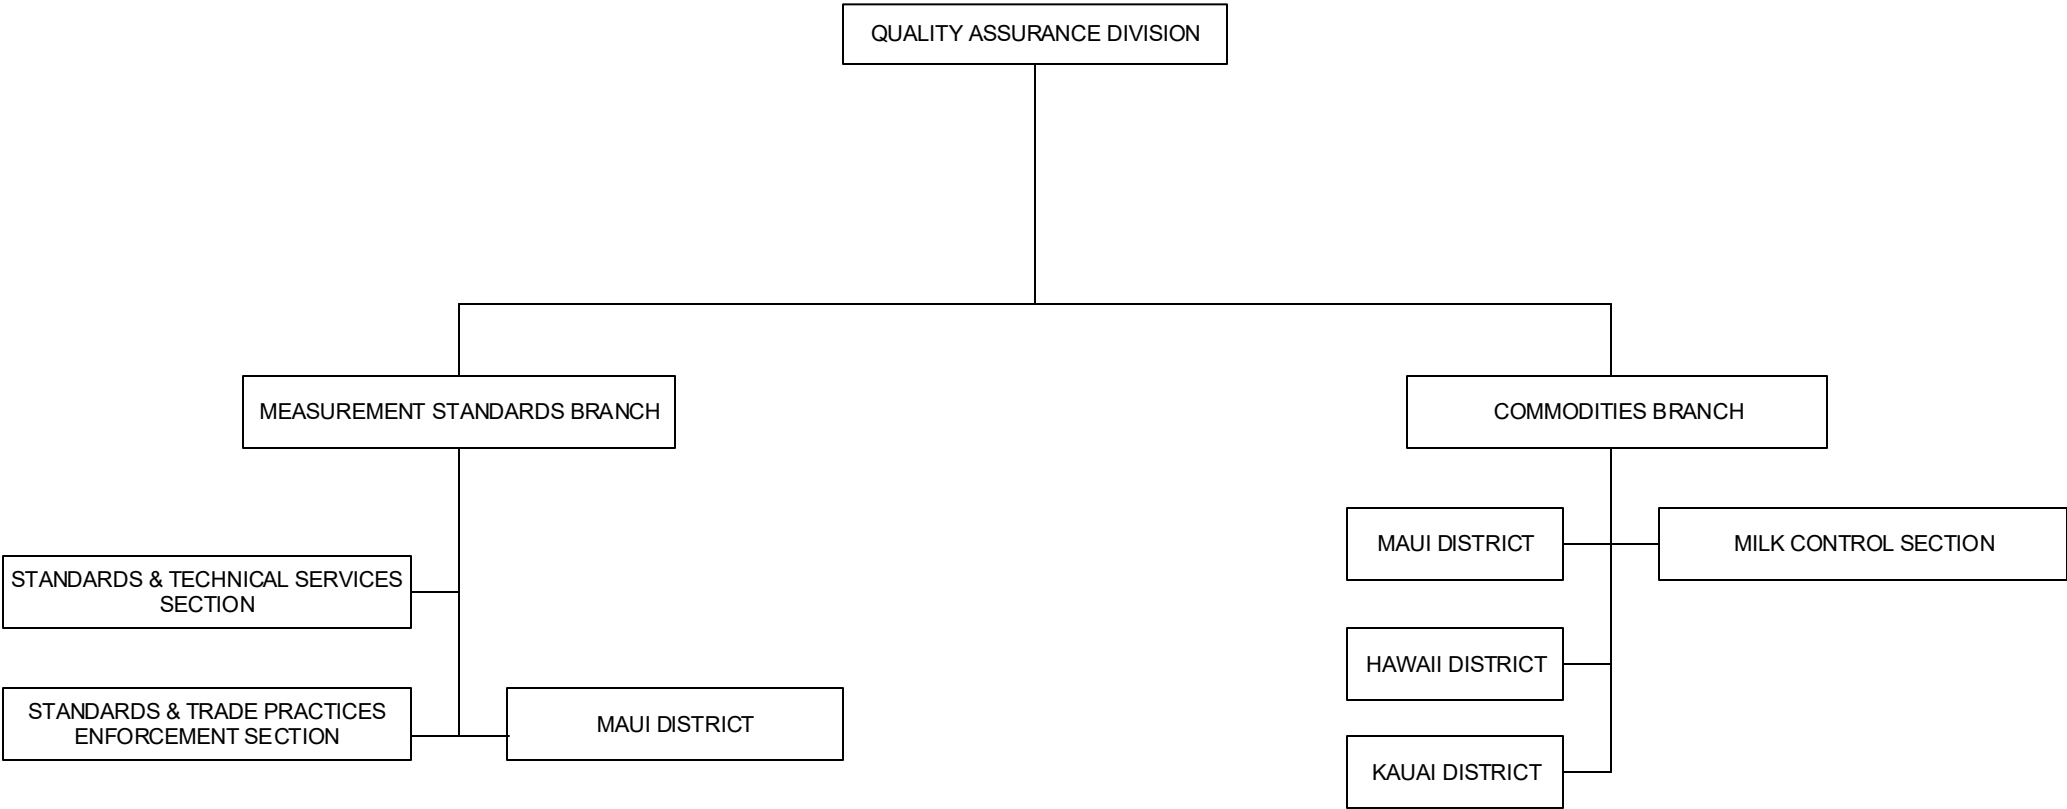 QUALITY ASSURANCE DIVISION
MEASUREMENT STANDARDS BRANCH
COMMODITIES BRANCH
STANDARDS & TECHNICAL SERVICES
SECTION
STANDARDS & TRADE PRACTICES
ENFORCEMENT SECTION
MAUI DISTRICT
MAUI DISTRICT
MILK CONTROL SECTION
HAWAII DISTRICT
KAUAI DISTRICT